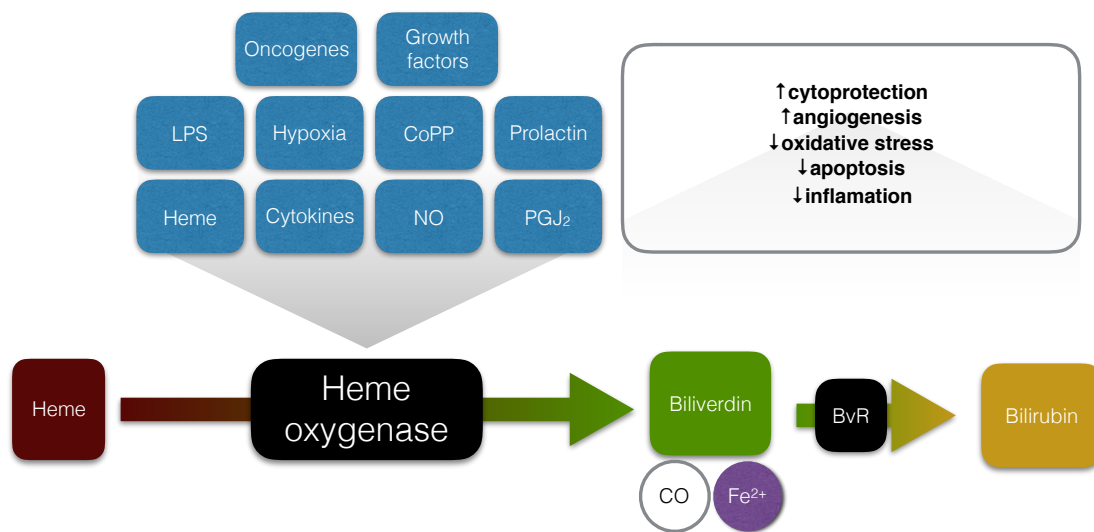 Oncogenes
Growth
factors
LPS
Hypoxia
CoPP
Prolactin
Heme
Cytokines
NO
PGJ₂
↑cytoprotection
↑angiogenesis
↓oxidative stress
↓apoptosis
↓inflamation
Heme
Heme
oxygenase
Biliverdin
BvR
Bilirubin
CO
Fe²⁺